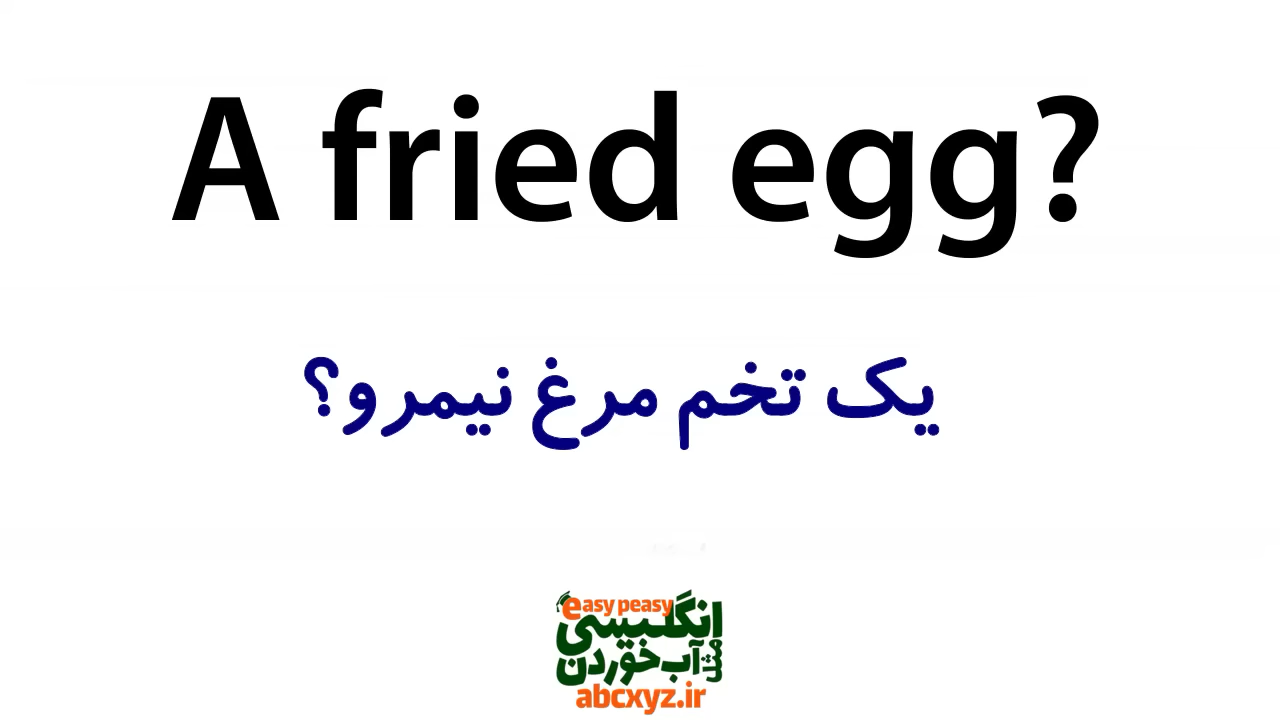 A fried egg?
یک تخم مرغ نیمرو؟
easy peasy
انگلیسی
مثل آب خوردن
abcxyz.ir